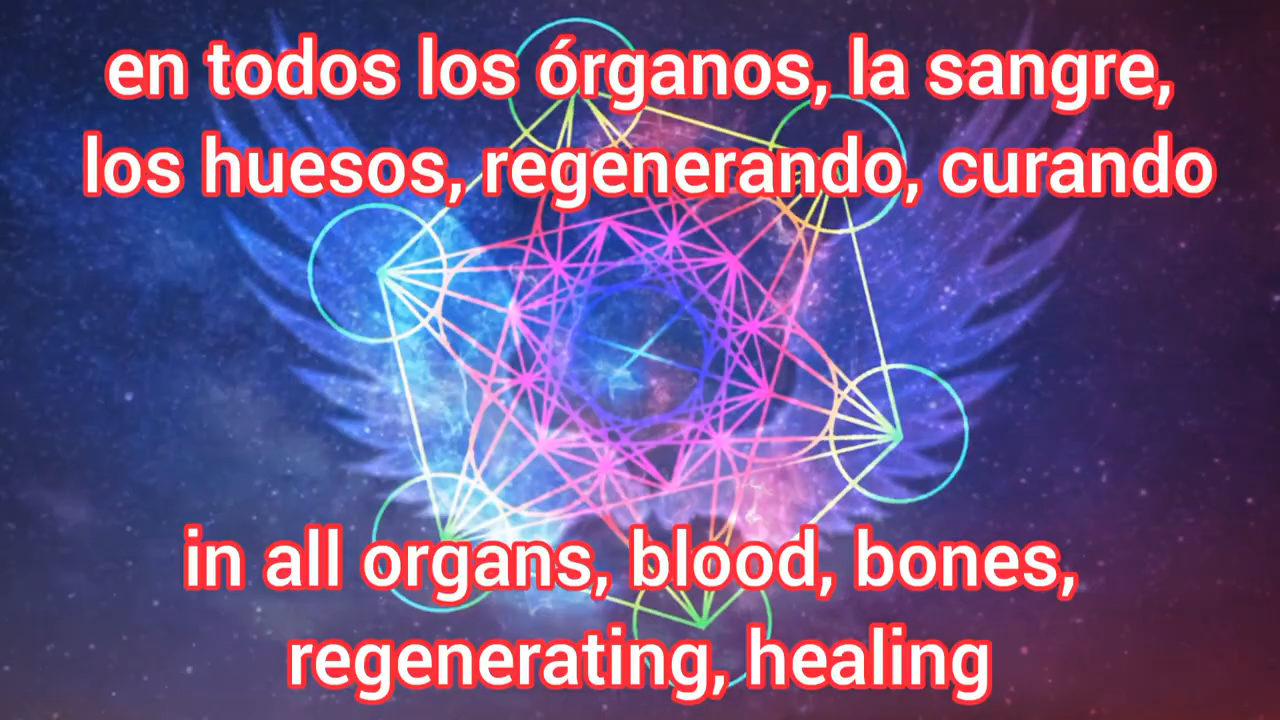 en todos los órganos, la sangre,
los huesos, regenerando, curando
in all organs, blood, bones,
regenerating, healing